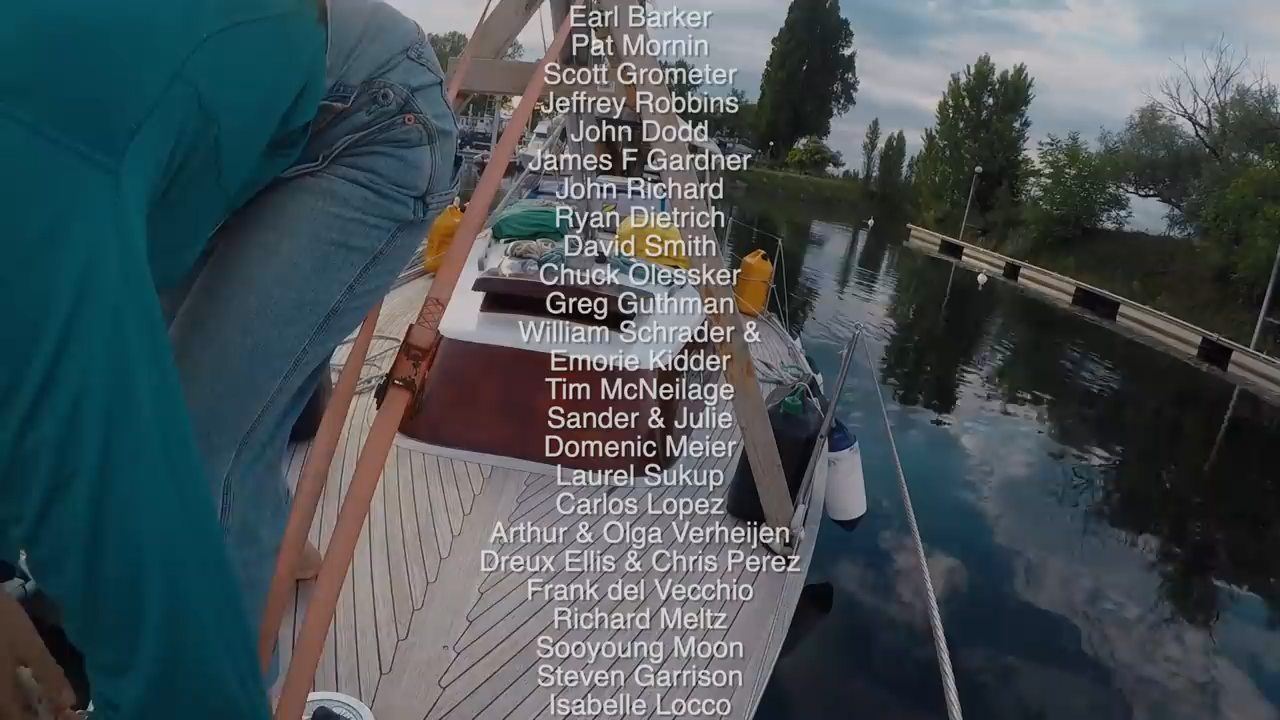 Earl Barker
Pat Mornin
Scott Grometer
Jeffrey Robbins
John Dodd
James F Gardner
John Richard
Ryan Dietrich
David Smith
Chuck Olessker
Greg Guthman
William Schrader &
Emorie Kidder
Tim McNeilage
Sander & Julie
Domenic Meier
Laurel Sukup
Carlos Lopez
Arthur & Olga Verheijen
Dreux Ellis & Chris Perez
Frank del Vecchio
Richard Meltz
Sooyoung Moon
Steven Garrison
Isabelle Locco